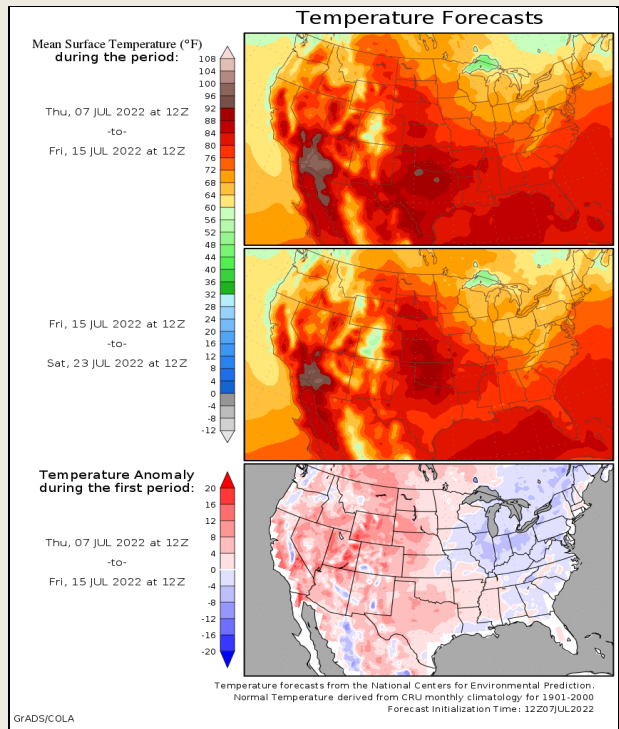 Temperature Forecasts
Mean Surface Temperature (°F)
during the period:
Thu, 07 JUL 2022 at 12Z
-to-
Fri, 15 JUL 2022 at 12Z
108
104
100
96
92
88
84
80
76
72
68
64
60
56
52
48
44
40
36
32
28
24
20
16
12
8
4
0
-4
-8
-12
Fri, 15 JUL 2022 at 12Z
-to-
Sat, 23 JUL 2022 at 12Z
Temperature Anomaly
during the first period:
Thu, 07 JUL 2022 at 12Z
-to-
Fri, 15 JUL 2022 at 12Z
20
16
12
8
4
0
-4
-8
-12
-16
-20
Temperature forecasts from the National Centers for Environmental Prediction.
Normal Temperature derived from CRU monthly climatology for 1901-2000
Forecast Initialization Time: 12Z07JUL2022
GrADS/COLA